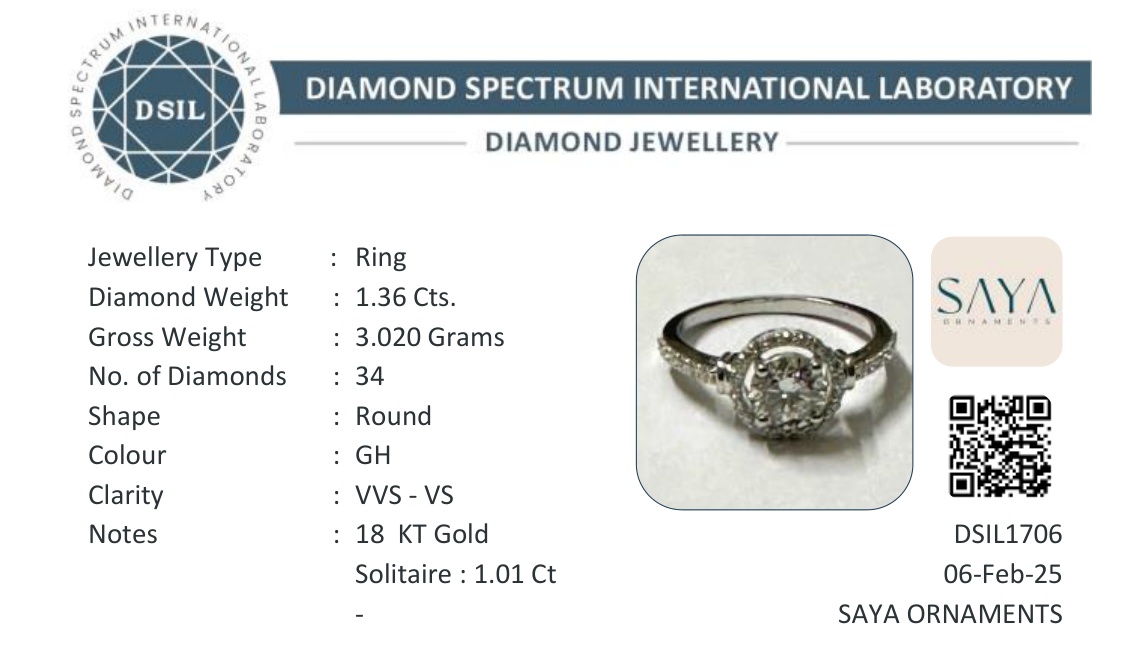 DIAMOND SPECTRUM INTERNATIONAL LABORATORY
DSIL
DIAMOND SPECTRUM INTERNATIONAL LABORATORY
DIAMOND JEWELLERY
Jewellery Type : Ring
Diamond Weight : 1.36 Cts.
Gross Weight : 3.020 Grams
No. of Diamonds : 34
Shape : Round
Colour : GH
Clarity : VVS - VS
Notes : 18 KT Gold
Solitaire : 1.01 Ct
-
SAYA
ORNAMENTS
DSIL1706
06-Feb-25
SAYA ORNAMENTS